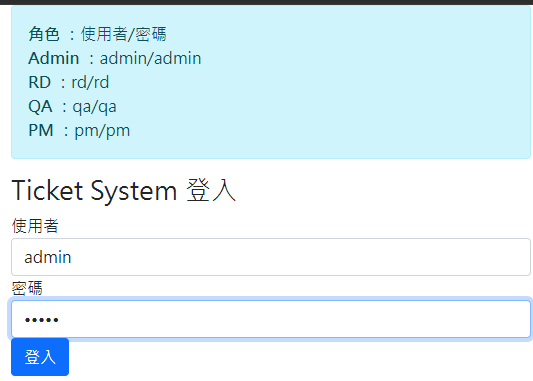 角色 ：使用者/密碼
Admin ：admin/admin
RD ：rd/rd
QA ：qa/qa
PM ：pm/pm
Ticket System 登入
使用者
admin
密碼
•••••
登入